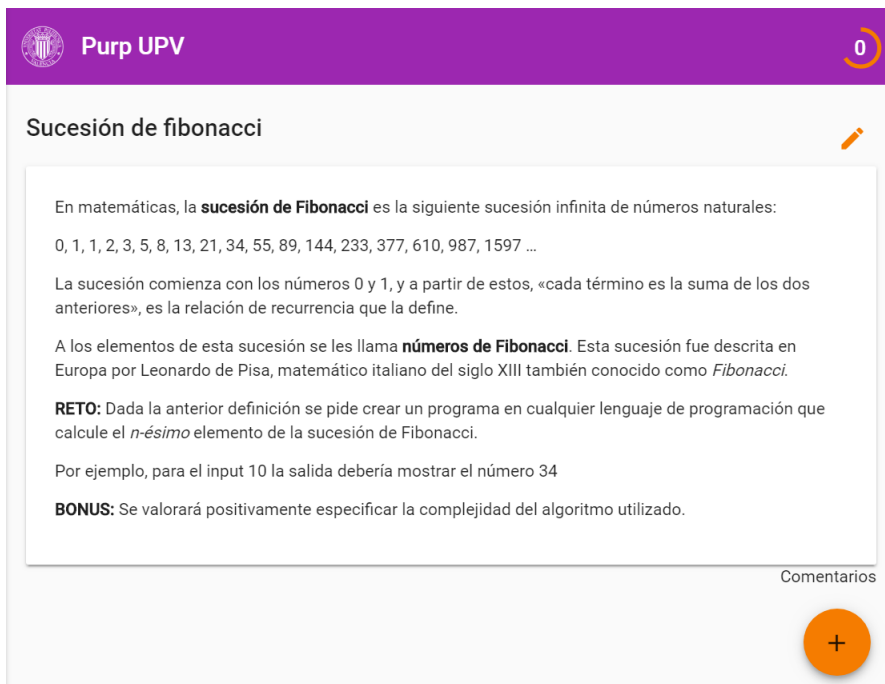 Purp UPV
0
Sucesión de fibonacci
En matemáticas, la sucesión de Fibonacci es la siguiente sucesión infinita de números naturales:
0, 1, 1, 2, 3, 5, 8, 13, 21, 34, 55, 89, 144, 233, 377, 610, 987, 1597 ...
La sucesión comienza con los números 0 y 1, y a partir de estos, «cada término es la suma de los dos
anteriores», es la relación de recurrencia que la define.
A los elementos de esta sucesión se les llama números de Fibonacci. Esta sucesión fue descrita en
Europa por Leonardo de Pisa, matemático italiano del siglo XIII también conocido como Fibonacci.
RETO: Dada la anterior definición se pide crear un programa en cualquier lenguaje de programación que
calcule el n-ésimo elemento de la sucesión de Fibonacci.
Por ejemplo, para el input 10 la salida debería mostrar el número 34
BONUS: Se valorará positivamente especificar la complejidad del algoritmo utilizado.
Comentarios
+